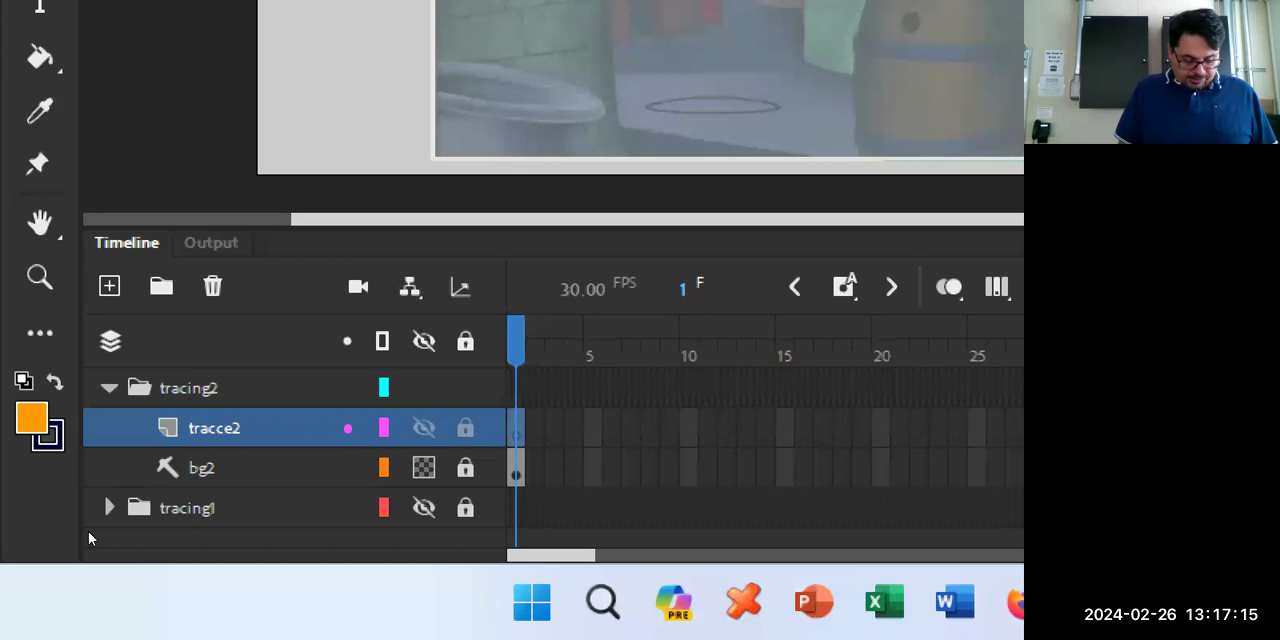 Timeline Output
30.00 FPS 1 F
5 10 15 20 25
tracing2
tracce2
bg2
tracing1
PRE P X W
2024-02-26 13:17:15